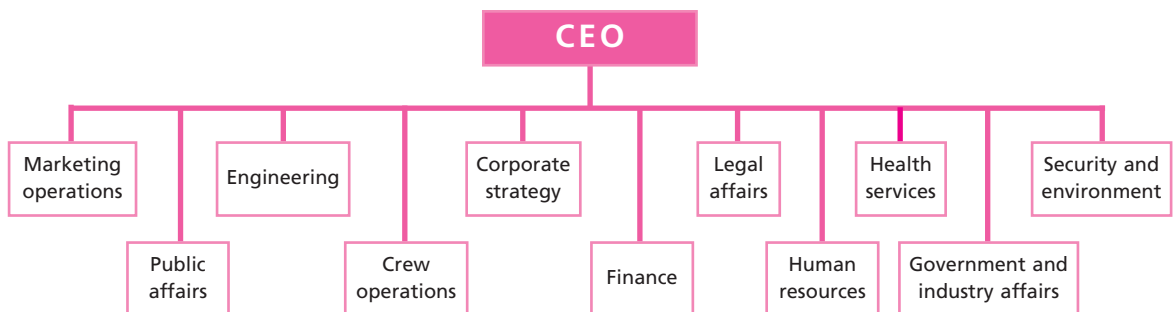 CEO
Marketing
operations
Engineering
Corporate
strategy
Legal
affairs
Health
services
Security and
environment
Public
affairs
Crew
operations
Finance
Human
resources
Government and
industry affairs